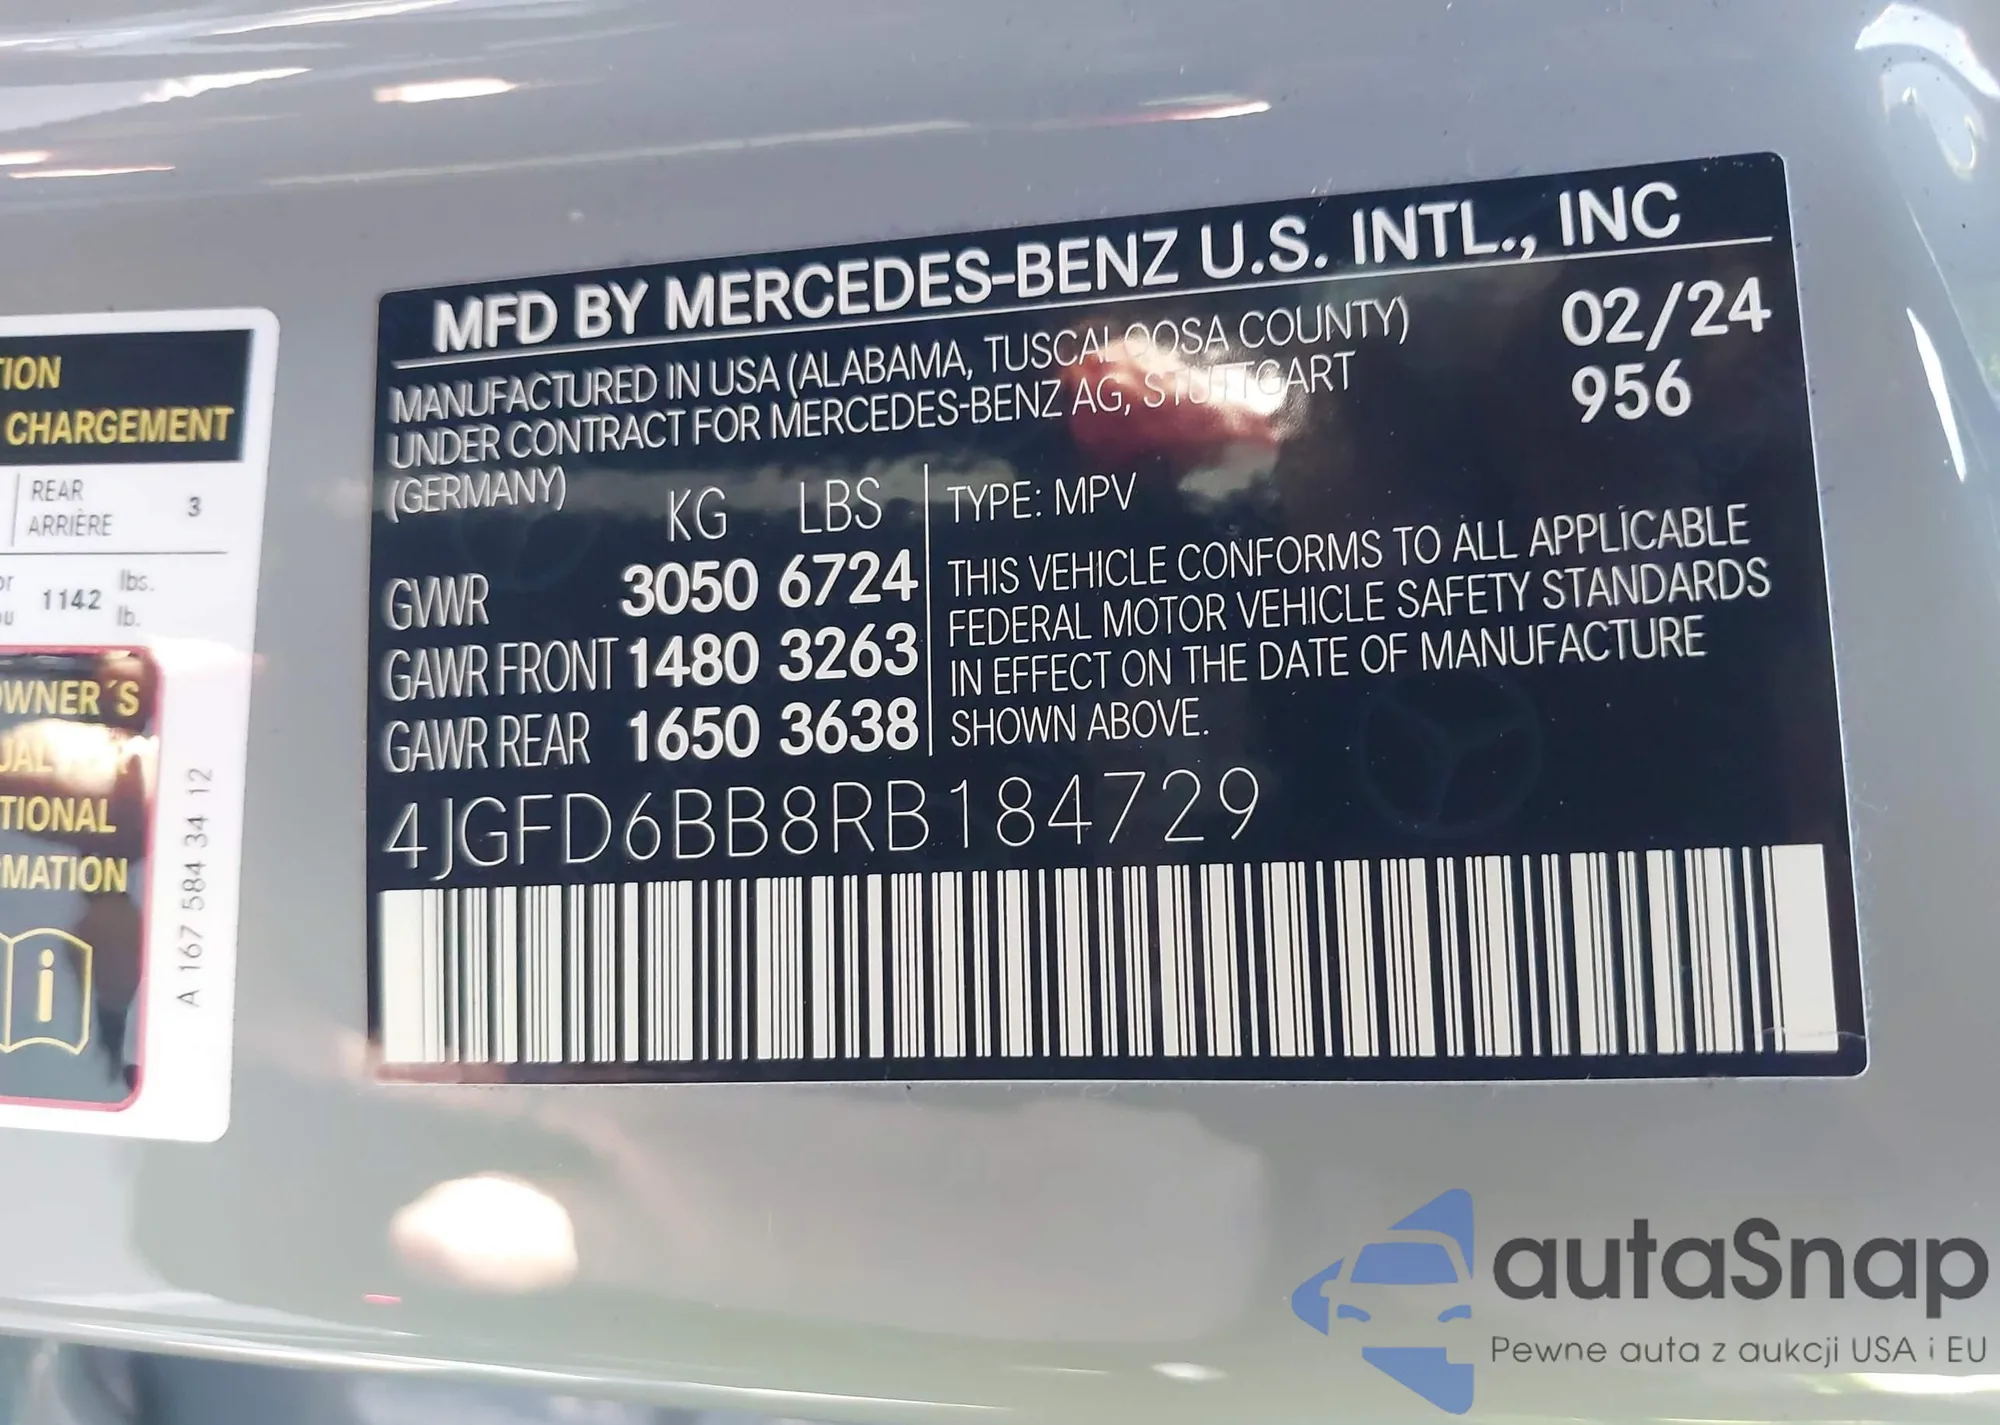 MFD BY MERCEDES-BENZ U.S. INTL., INC
MANUFACTURED IN USA (ALABAMA, TUSCALOOSA COUNTY)
UNDER CONTRACT FOR MERCEDES-BENZ AG, STUTTGART
(GERMANY)
02/24
956
KG LBS
GVWR 3050 6724
GAWR FRONT 1480 3263
GAWR REAR 1650 3638
TYPE: MPV
THIS VEHICLE CONFORMS TO ALL APPLICABLE
FEDERAL MOTOR VEHICLE SAFETY STANDARDS
IN EFFECT ON THE DATE OF MANUFACTURE
SHOWN ABOVE.
4JGFD6BB8RB184729
CHARGEMENT
REAR
ARRIÈRE
3
1142
lbs.
lb.
OWNER´S
A 167 584 34 12
i
autaSnap
Pewne auta z aukcji USA i EU